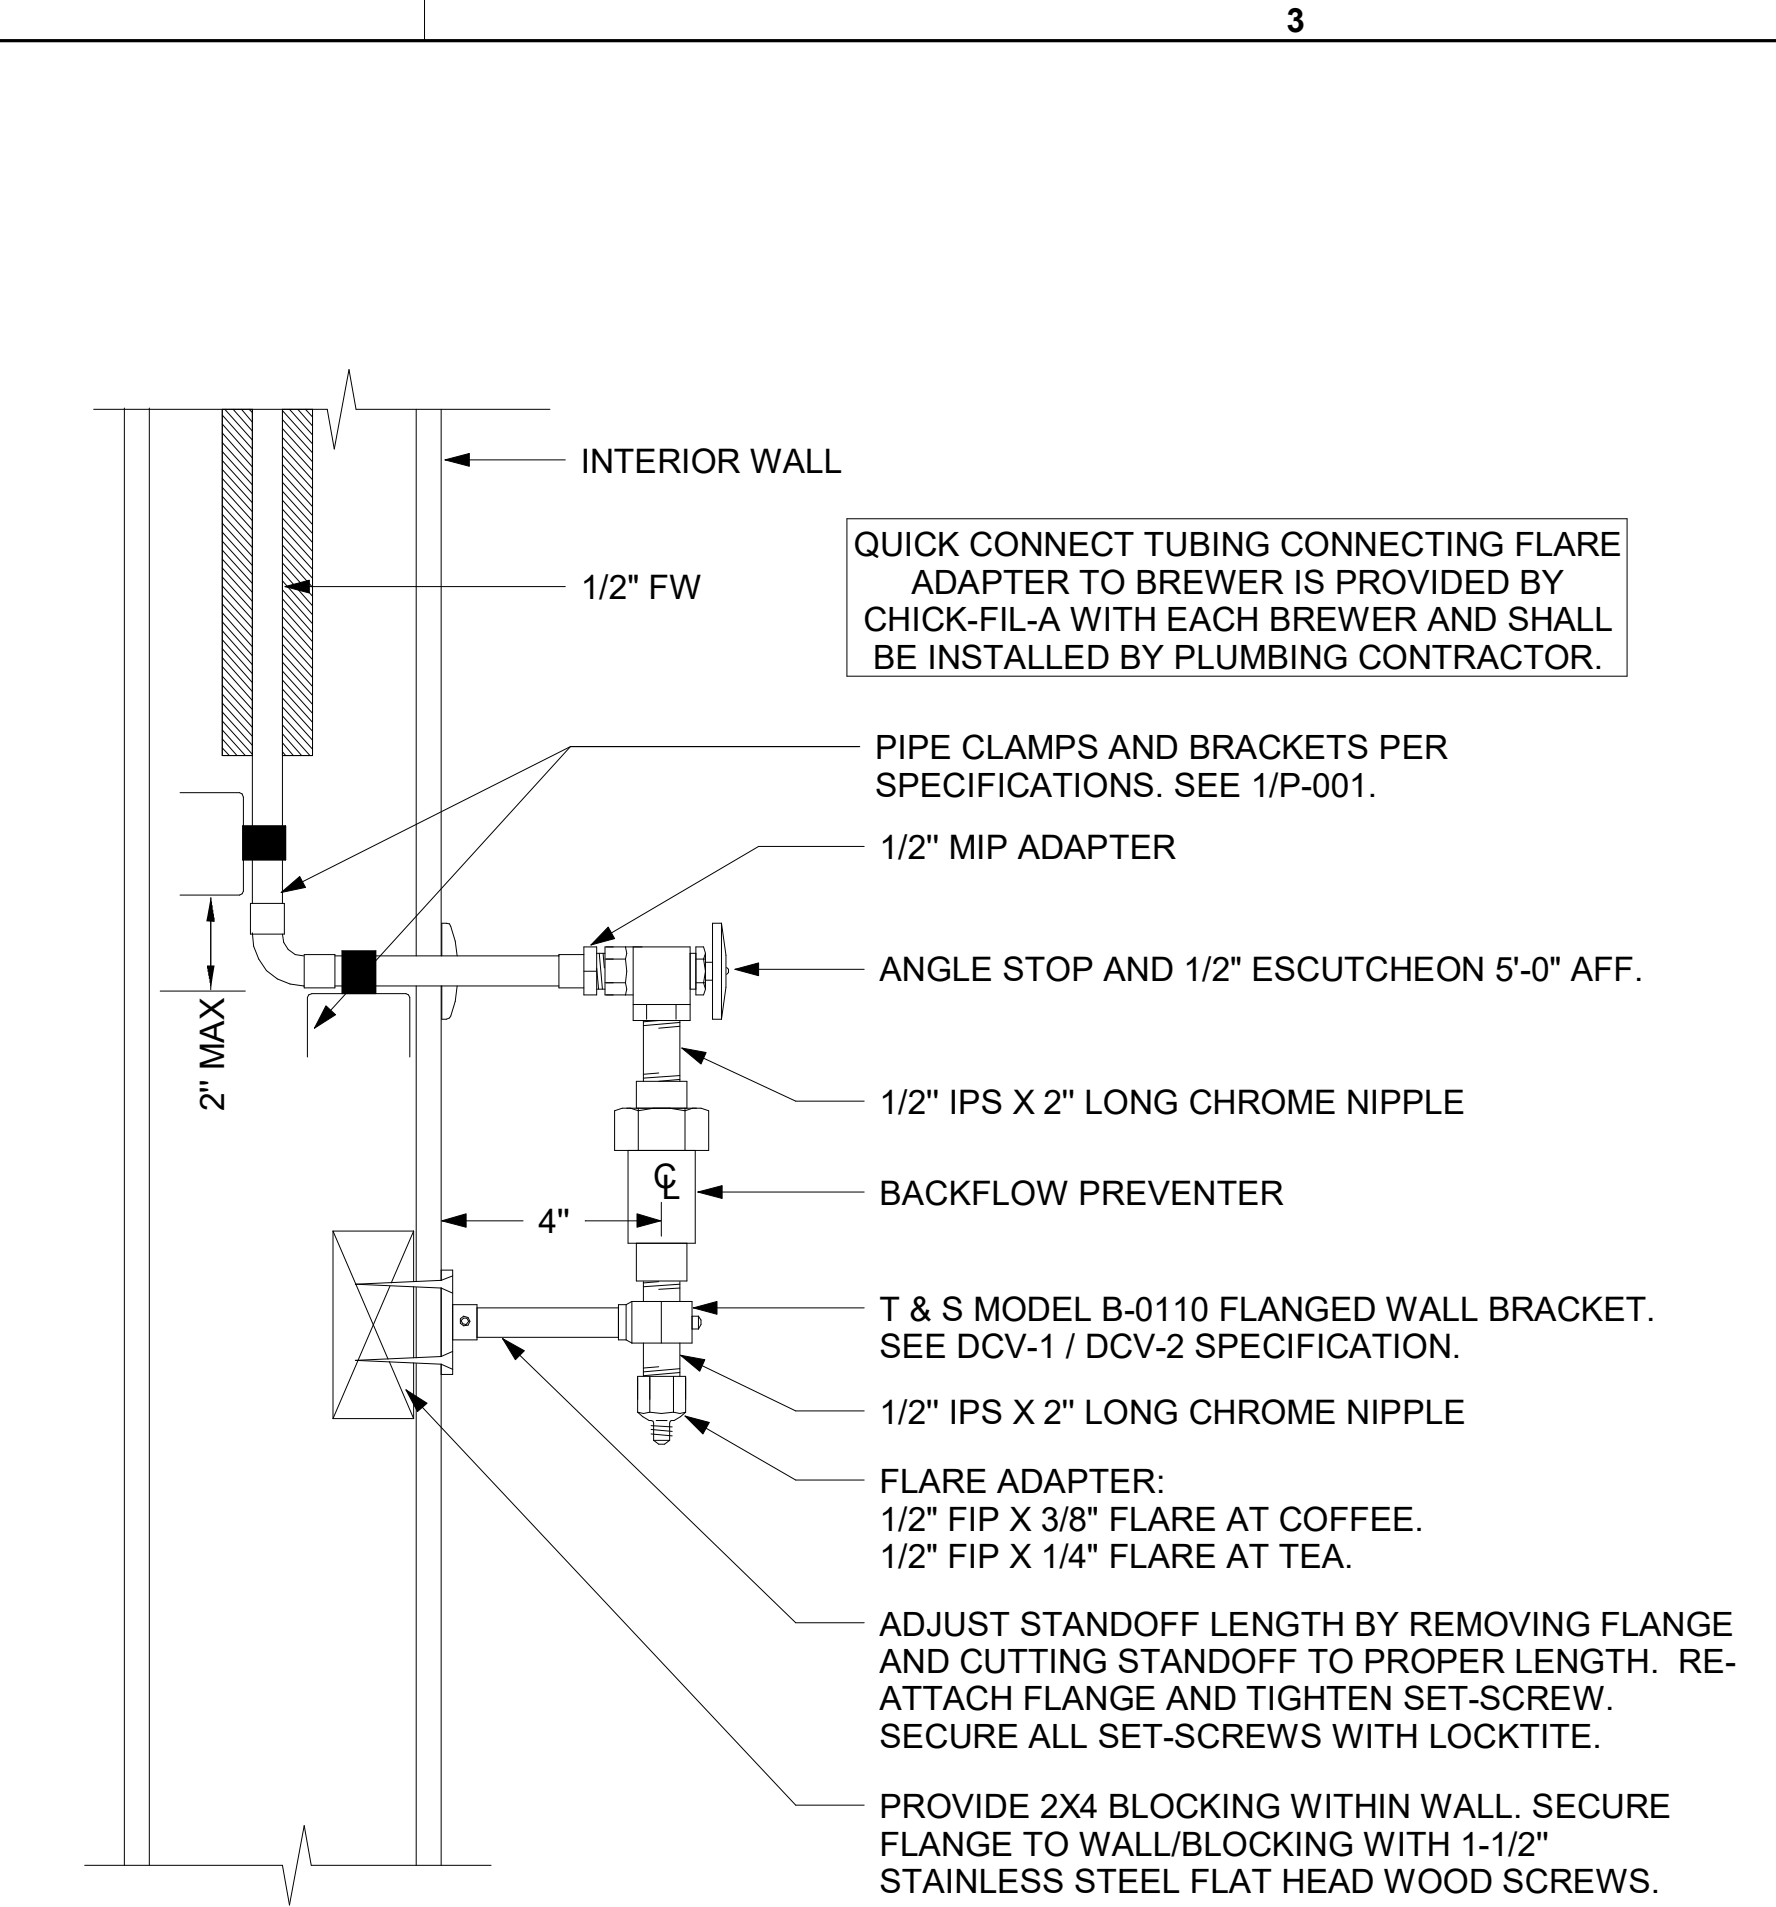 3
INTERIOR WALL
1/2" FW
QUICK CONNECT TUBING CONNECTING FLARE
ADAPTER TO BREWER IS PROVIDED BY
CHICK-FIL-A WITH EACH BREWER AND SHALL
BE INSTALLED BY PLUMBING CONTRACTOR.
PIPE CLAMPS AND BRACKETS PER
SPECIFICATIONS. SEE 1/P-001.
1/2" MIP ADAPTER
ANGLE STOP AND 1/2" ESCUTCHEON 5'-0" AFF.
2" MAX
1/2" IPS X 2" LONG CHROME NIPPLE
℄
BACKFLOW PREVENTER
4"
T & S MODEL B-0110 FLANGED WALL BRACKET.
SEE DCV-1 / DCV-2 SPECIFICATION.
1/2" IPS X 2" LONG CHROME NIPPLE
FLARE ADAPTER:
1/2" FIP X 3/8" FLARE AT COFFEE.
1/2" FIP X 1/4" FLARE AT TEA.
ADJUST STANDOFF LENGTH BY REMOVING FLANGE
AND CUTTING STANDOFF TO PROPER LENGTH. RE-
ATTACH FLANGE AND TIGHTEN SET-SCREW.
SECURE ALL SET-SCREWS WITH LOCKTITE.
PROVIDE 2X4 BLOCKING WITHIN WALL. SECURE
FLANGE TO WALL/BLOCKING WITH 1-1/2"
STAINLESS STEEL FLAT HEAD WOOD SCREWS.